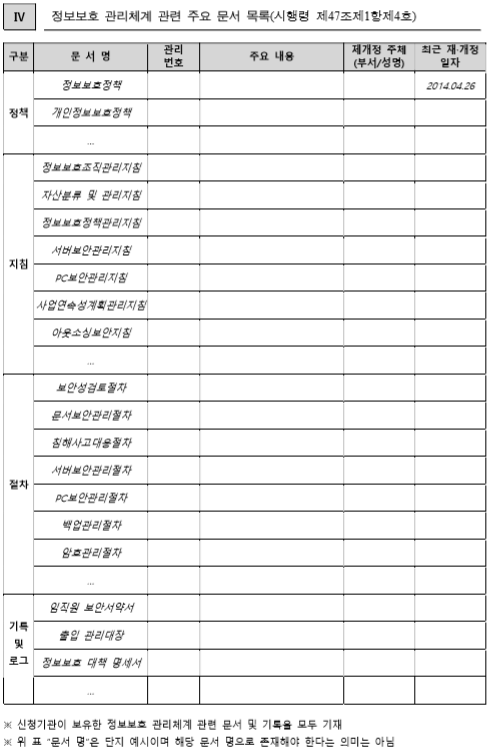 Ⅳ 정보보호 관리체계 관련 주요 문서 목록(시행령 제47조제1항제4호)
구분 문 서 명 관리 번호 주요 내용 제개정 주체 (부서/성명) 최근 재·개정 일자
정책
정보보호정책 2014.04.26
개인정보보호정책
...
지침
정보보호조직관리지침
자산분류 및 관리지침
정보보호정책관리지침
서버보안관리지침
PC보안관리지침
사업연속성계획관리지침
아웃소싱보안지침
...
절차
보안성검토절차
문서보안관리절차
침해사고대응절차
서버보안관리절차
PC보안관리절차
백업관리절차
암호관리절차
...
기록
및
로그
임직원 보안서약서
출입 관리대장
정보보호 대책 명세서
...
※ 신청기관이 보유한 정보보호 관리체계 관련 문서 및 기록을 모두 기재
※ 위 표 "문서 명"은 단지 예시이며 해당 문서 명으로 존재해야 한다는 의미는 아님